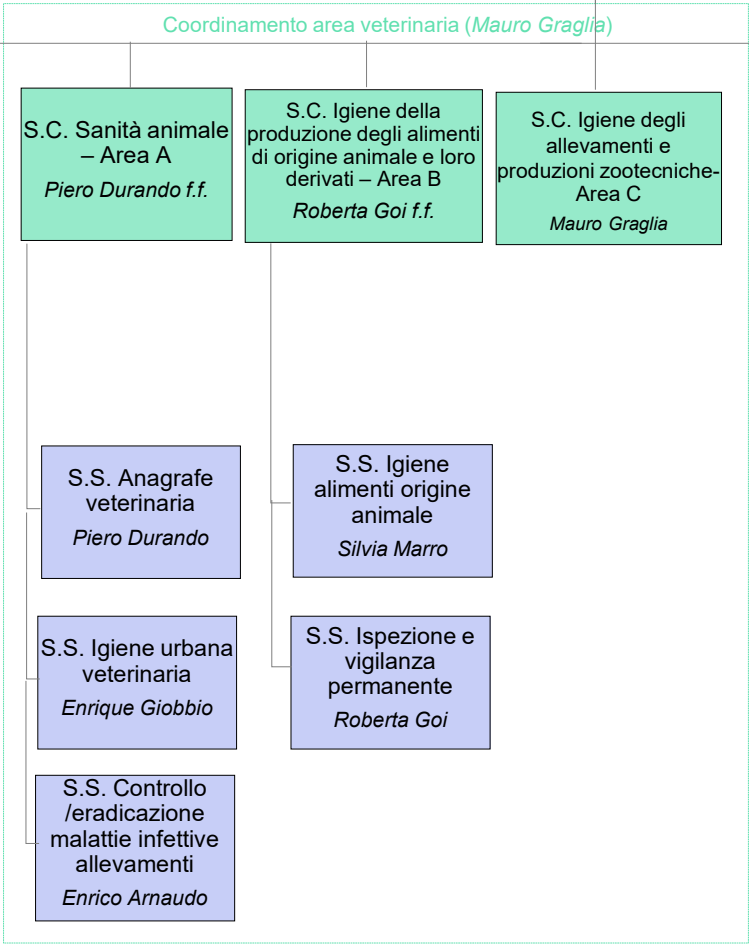 Coordinamento area veterinaria (Mauro Graglia)
S.C. Sanità animale
– Area A
Piero Durando f.f.
S.C. Igiene della
produzione degli alimenti
di origine animale e loro
derivati – Area B
Roberta Goi f.f.
S.C. Igiene degli
allevamenti e
produzioni zootecniche-
Area C
Mauro Graglia
S.S. Anagrafe
veterinaria
Piero Durando
S.S. Igiene
alimenti origine
animale
Silvia Marro
S.S. Igiene urbana
veterinaria
Enrique Giobbio
S.S. Ispezione e
vigilanza
permanente
Roberta Goi
S.S. Controllo
/eradicazione
malattie infettive
allevamenti
Enrico Arnaudo